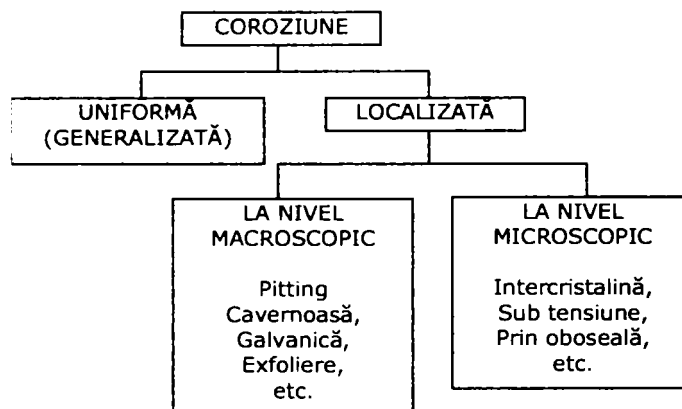 COROZIUNE
UNIFORMĂ
(GENERALIZATĂ)
LOCALIZATĂ
LA NIVEL
MACROSCOPIC
Pitting
Cavernoasă,
Galvanică,
Exfoliere,
etc.
LA NIVEL
MICROSCOPIC
Intercristalină,
Sub tensiune,
Prin oboseală,
etc.